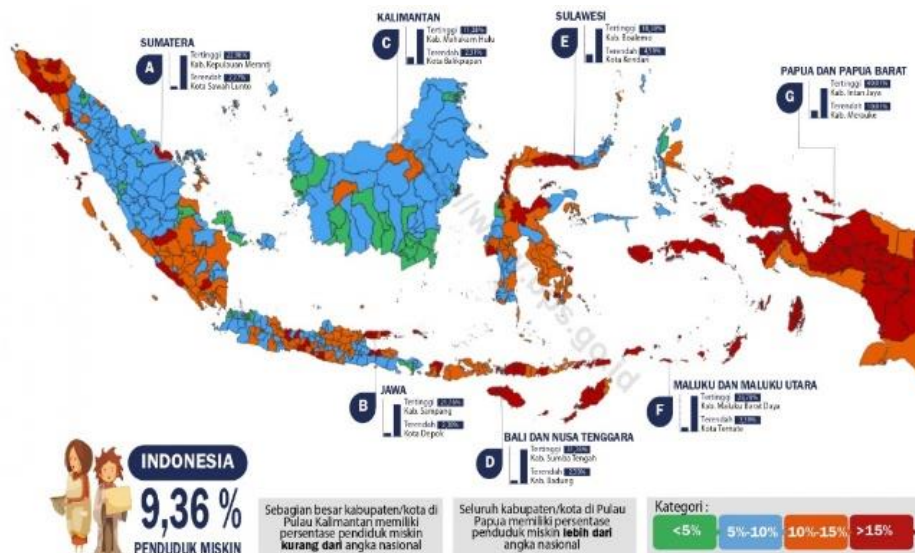 SUMATERA
A
Tertinggi
Kab. Kepulauan Meranti
Terendah
Kota Sawah Lunto
KALIMANTAN
C
Tertinggi
Kab. Mahakam Hulu
Terendah
Kota Balikpapan
SULAWESI
E
Tertinggi
Kab. Boalemo
Terendah
Kota Kendari
PAPUA DAN PAPUA BARAT
G
Tertinggi
Kab. Intan Jaya
Terendah
Kab. Merauke
B
JAWA
Tertinggi
Kab. Sampang
Terendah
Kota Depok
D
BALI DAN NUSA TENGGARA
Tertinggi
Kab. Sumba Tengah
Terendah
Kab. Badung
F
MALUKU DAN MALUKU UTARA
Tertinggi
Kab. Maluku Barat Daya
Terendah
Kota Ternate
INDONESIA
9,36 %
PENDUDUK MISKIN
Sebagian besar kabupaten/kota di
Pulau Kalimantan memiliki
persentase penduduk miskin
kurang dari angka nasional
Seluruh kabupaten/kota di Pulau
Papua memiliki persentase
penduduk miskin lebih dari
angka nasional
Kategori :
<5%
5%-10%
10%-15%
>15%